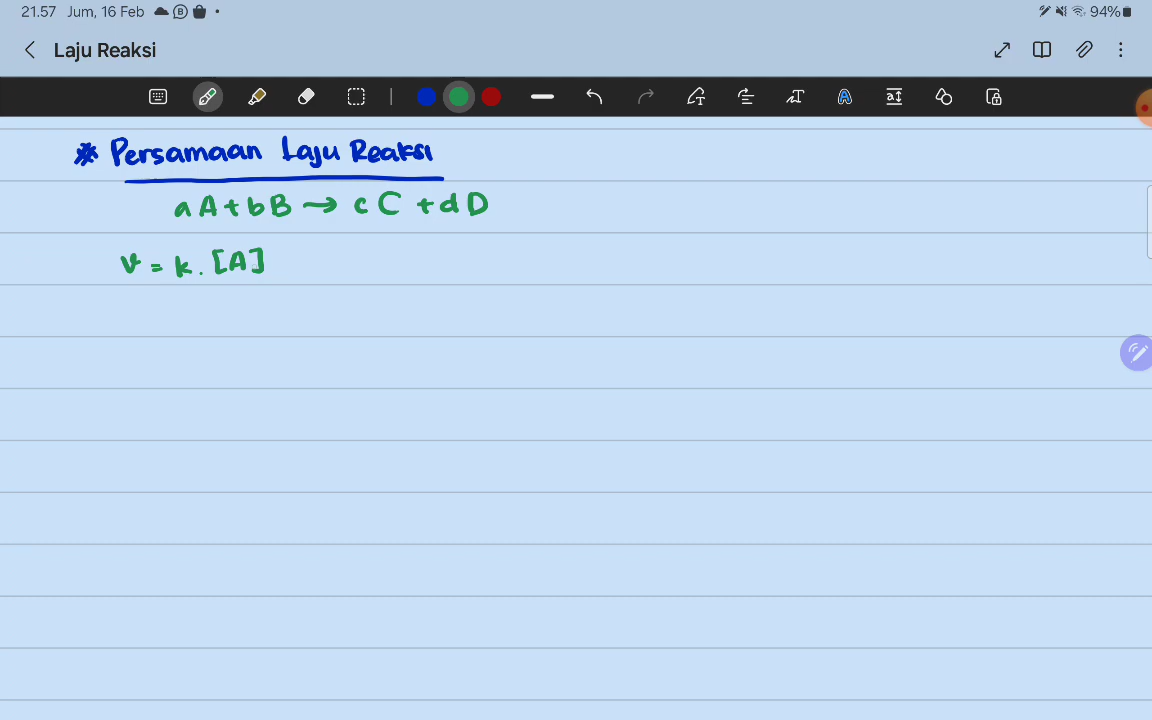 21.57 Jum, 16 Feb 94%
Laju Reaksi
* Persamaan Laju Reaksi
aA + bB → cC + dD
v = k . [A]